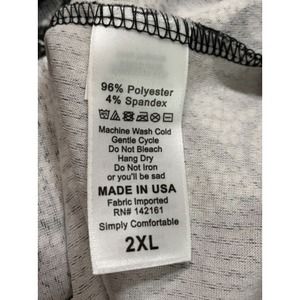 96% Polyester
4% Spandex
Machine Wash Cold
Gentle Cycle
Do Not Bleach
Hang Dry
Do Not Iron
or you'll be sad
MADE IN USA
Fabric Imported
RN# 142161
Simply Comfortable
2XL